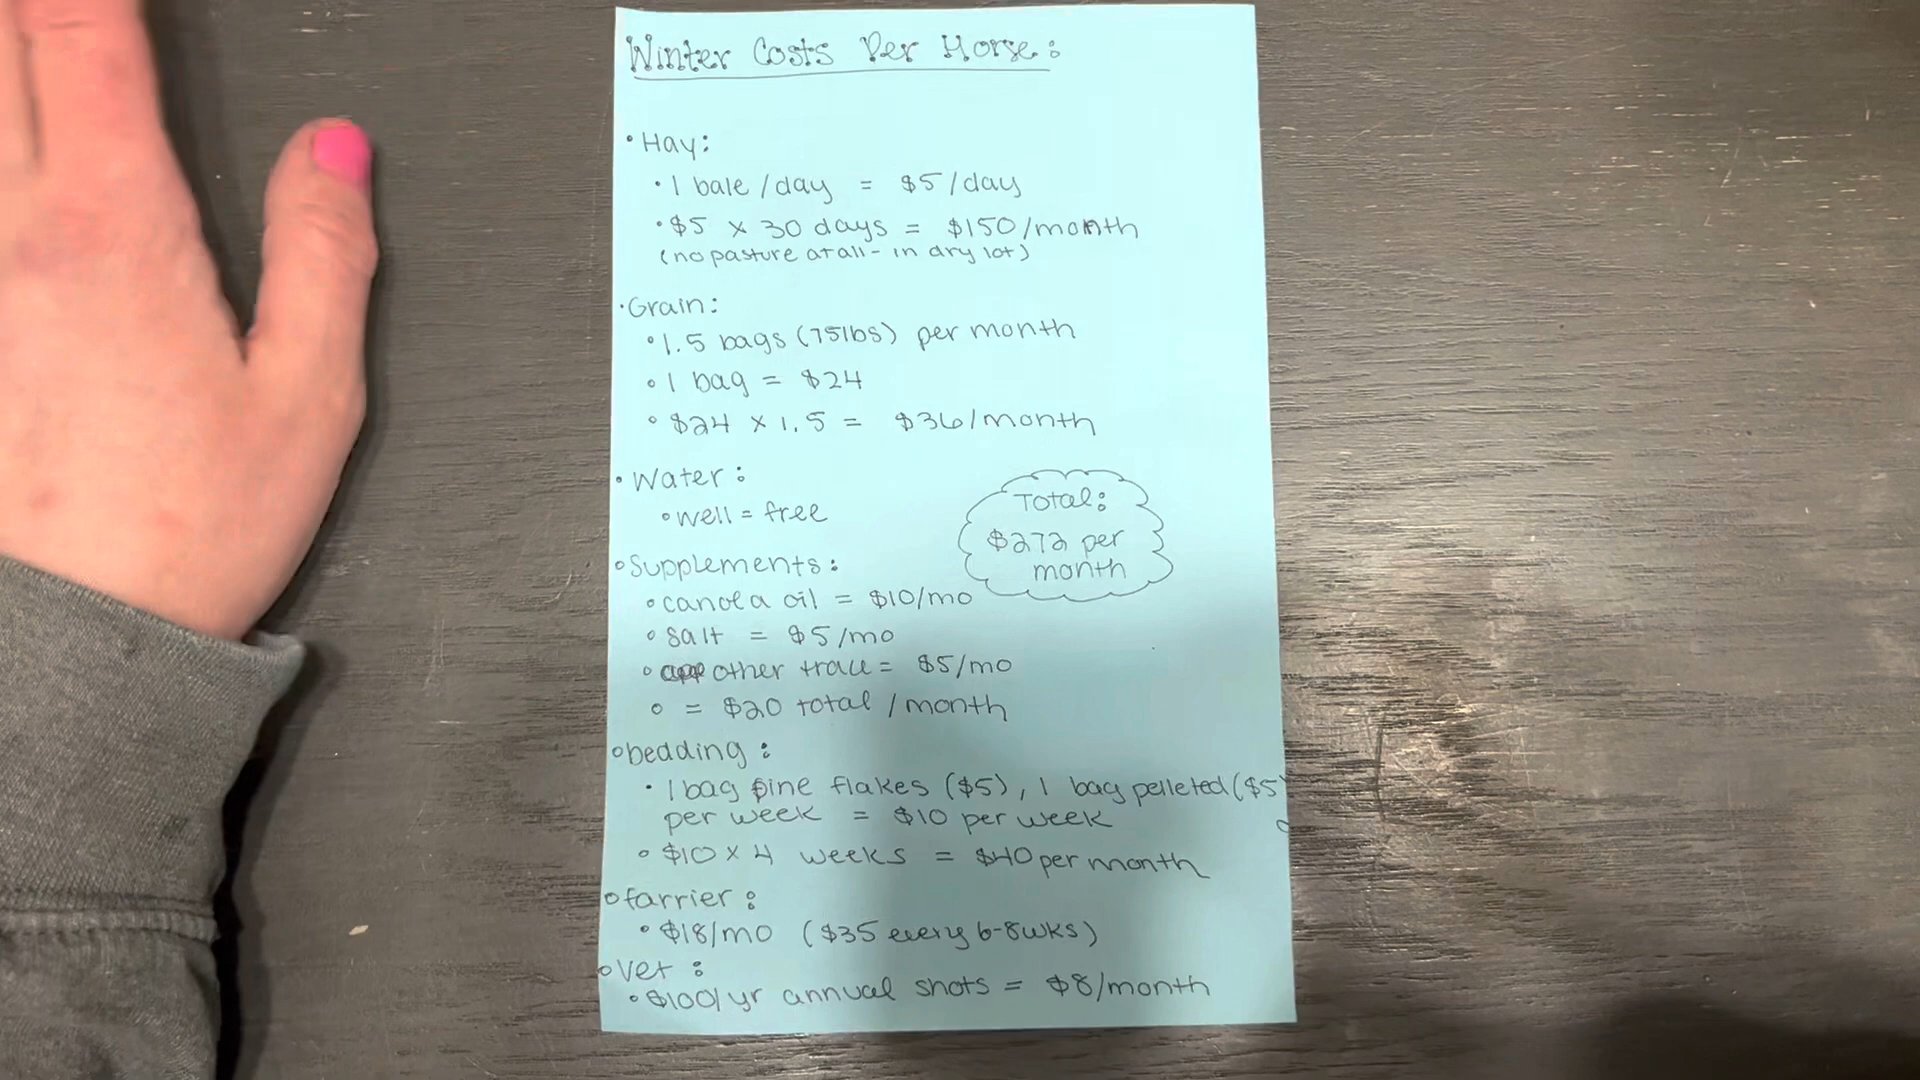 Winter Costs Per Horse:
• Hay:
• 1 bale/day = $5/day
• $5 x 30 days = $150/month
(no pasture at all - in dry lot)
• Grain:
• 1.5 bags (75lbs) per month
• 1 bag = $24
• $24 x 1.5 = $36/month
• Water:
• well = free
Total:
$272 per
month
• Supplements:
• canola oil = $10/mo
• salt = $5/mo
• other trace = $5/mo
• = $20 total /month
• bedding:
• 1 bag pine flakes ($5), 1 bag pelleted ($5)
per week = $10 per week
• $10 x 4 weeks = $40 per month
• farrier:
• $18/mo ($35 every 6-8wks)
• Vet:
• $100/yr annual shots = $8/month